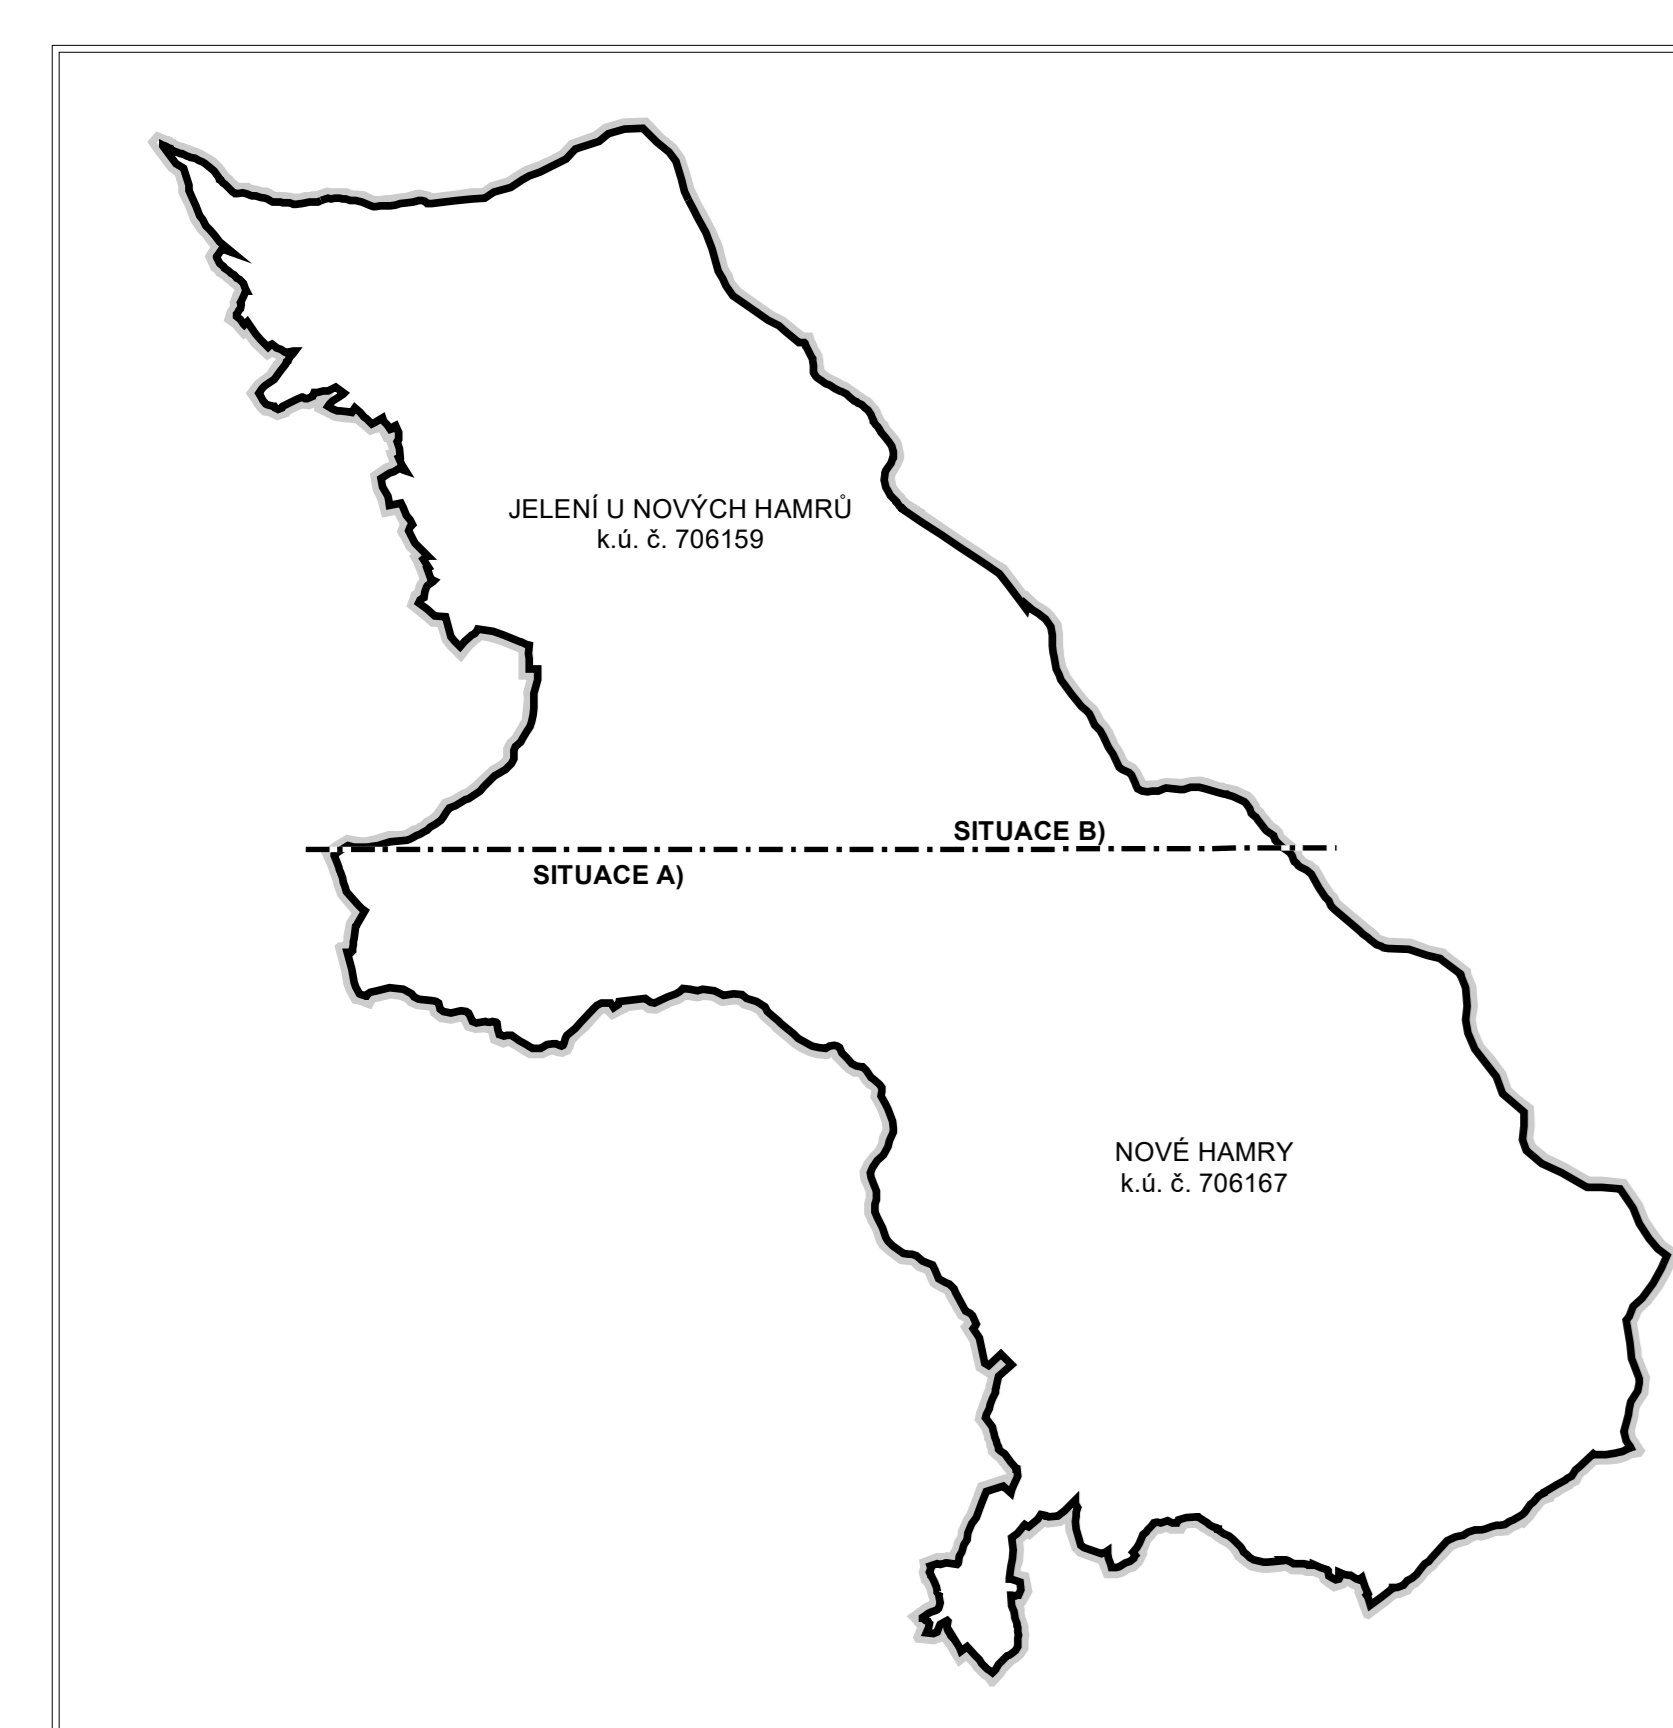 JELENÍ U NOVÝCH HAMRŮ
k.ú. č. 706159
SITUACE B)
SITUACE A)
NOVÉ HAMRY
k.ú. č. 706167